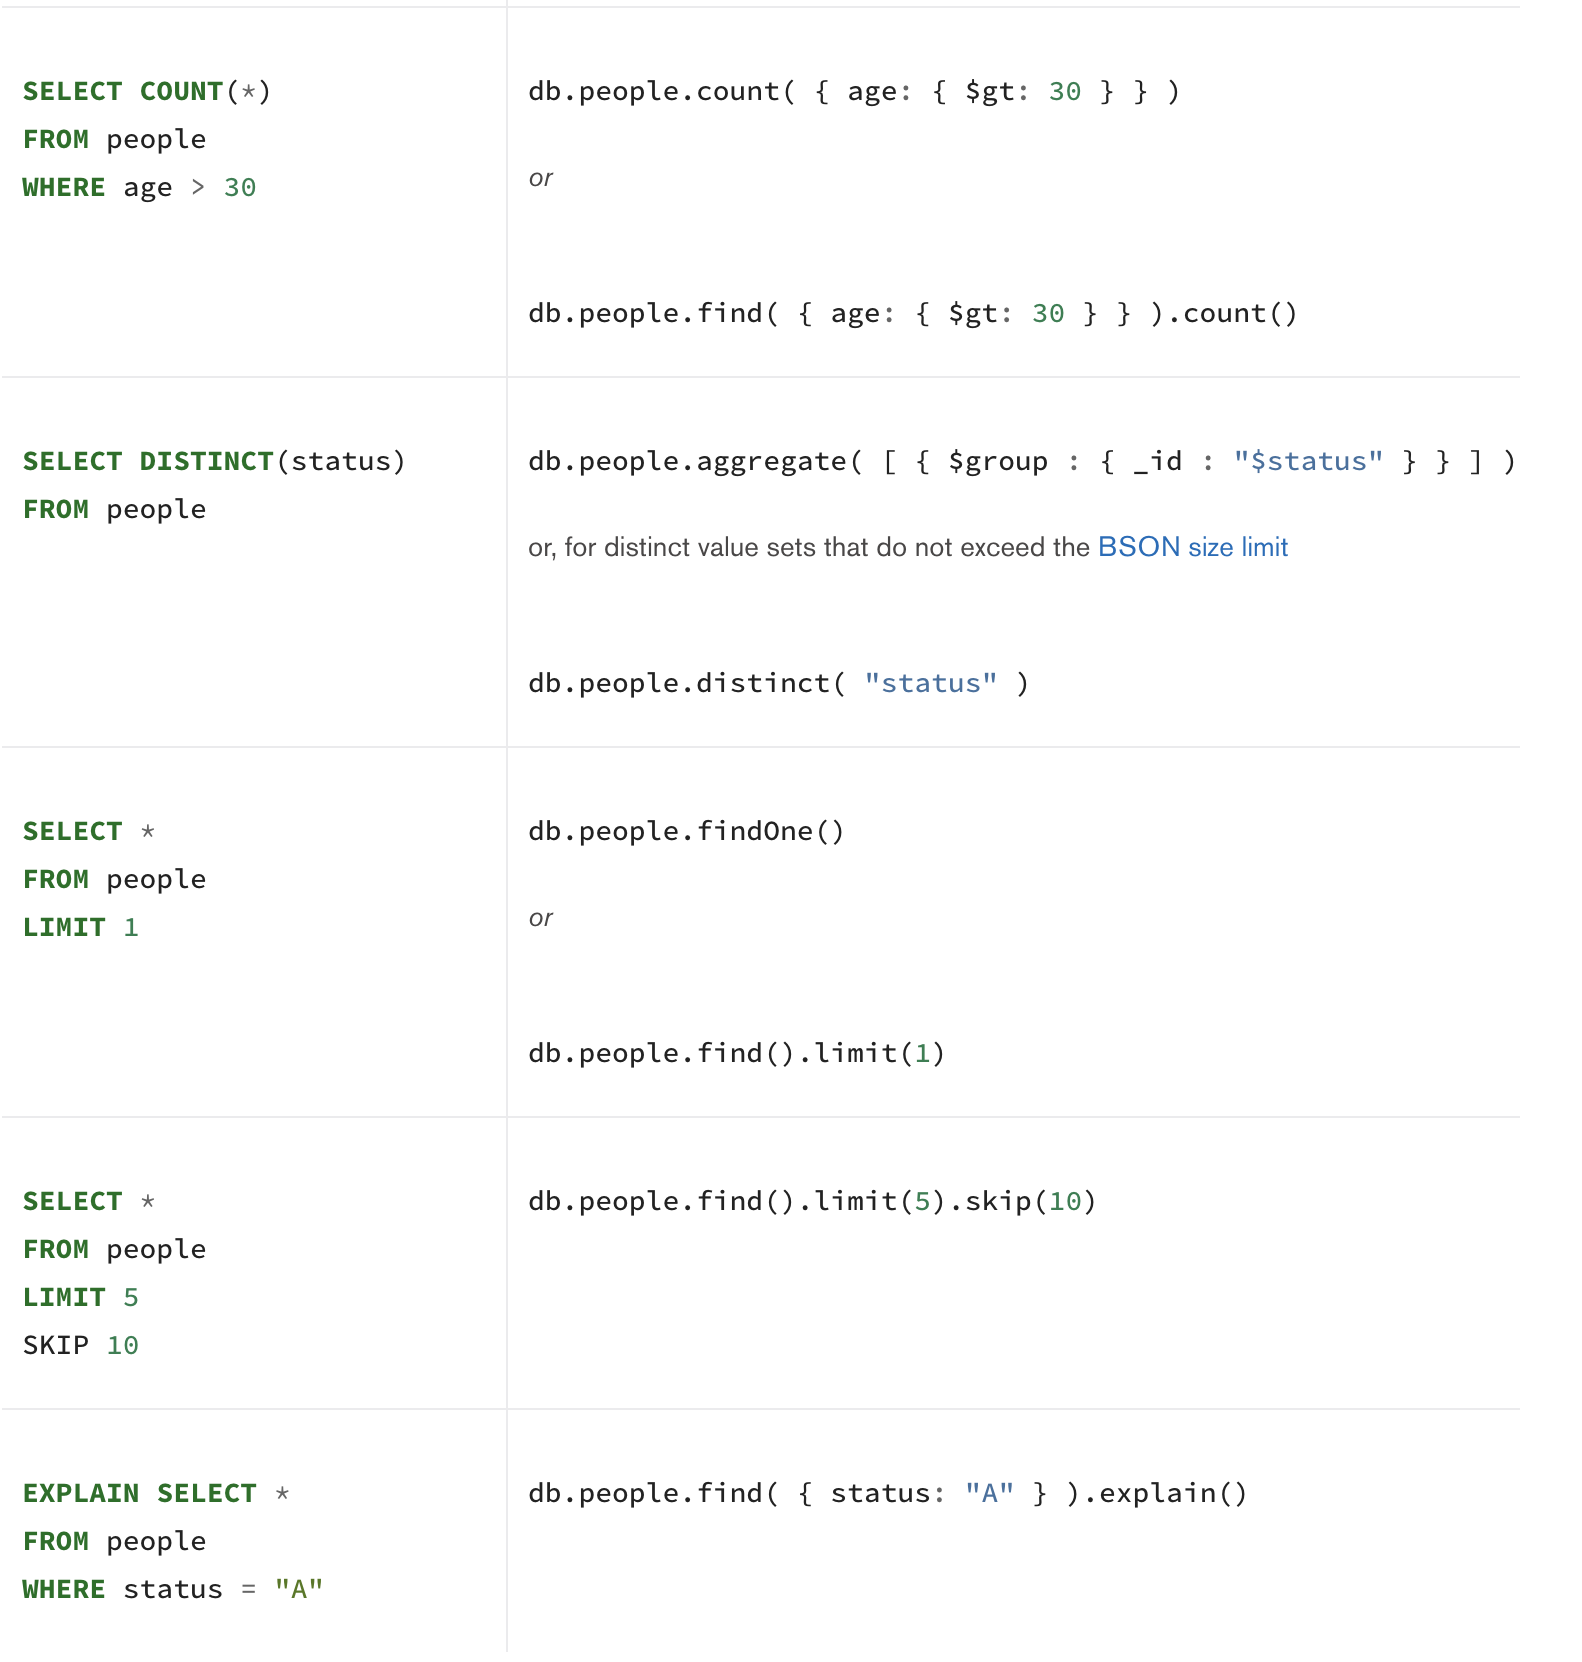 SELECT COUNT(*)
FROM people
WHERE age > 30
db.people.count( { age: { $gt: 30 } } )
or
db.people.find( { age: { $gt: 30 } } ).count()
SELECT DISTINCT(status)
FROM people
db.people.aggregate( [ { $group : { _id : "$status" } } ] )
or, for distinct value sets that do not exceed the BSON size limit
db.people.distinct( "status" )
SELECT *
FROM people
LIMIT 1
db.people.findOne()
or
db.people.find().limit(1)
SELECT *
FROM people
LIMIT 5
SKIP 10
db.people.find().limit(5).skip(10)
EXPLAIN SELECT *
FROM people
WHERE status = "A"
db.people.find( { status: "A" } ).explain()